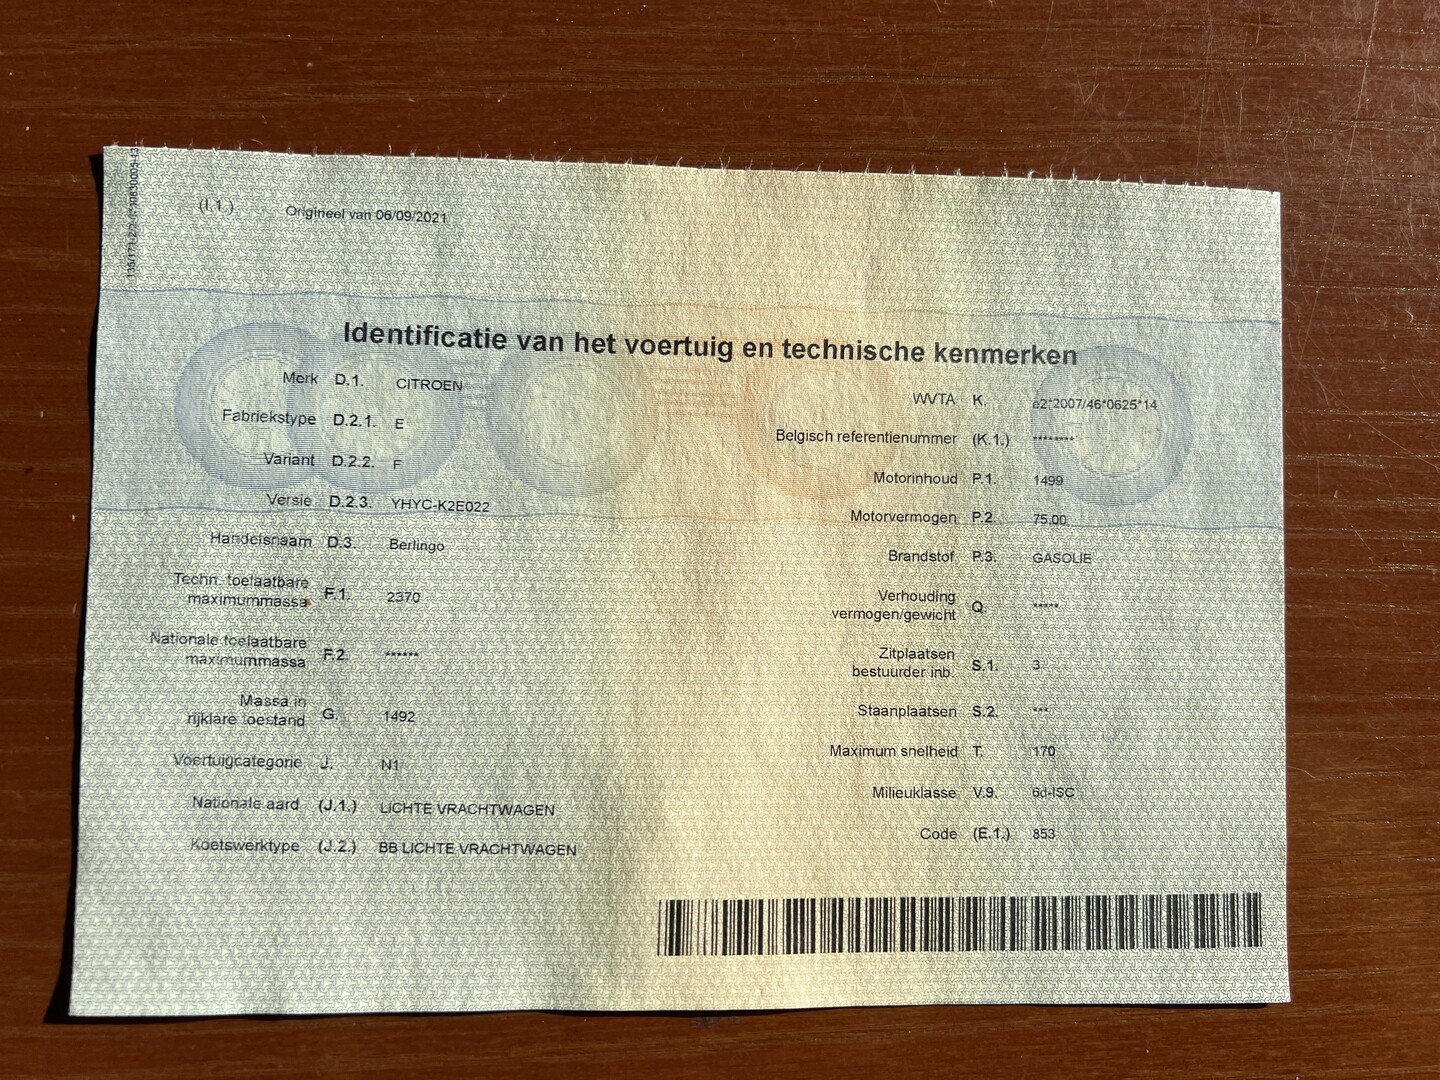 (I.1.) Origineel van 06/09/2021
Identificatie van het voertuig en technische kenmerken
Merk D.1. CITROEN
Fabriekstype D.2.1. E
Variant D.2.2. F
Versie D.2.3. YHYC-K2E022
Handelsnaam D.3. Berlingo
Techn. toelaatbare
maximummassa F.1. 2370
Nationale toelaatbare
maximummassa F.2. ******
Massa in
rijklare toestand G. 1492
Voertuigcategorie J. N1
Nationale aard (J.1.) LICHTE VRACHTWAGEN
Koetswerktype (J.2.) BB LICHTE VRACHTWAGEN
WVTA K. e2*2007/46*0625*14
Belgisch referentienummer (K.1.) ********
Motorinhoud P.1. 1499
Motorvermogen P.2. 75.00
Brandstof P.3. GASOLIE
Verhouding
vermogen/gewicht Q. *****
Zitplaatsen
bestuurder inb. S.1. 3
Staanplaatsen S.2. ***
Maximum snelheid T. 170
Milieuklasse V.9. 6d-ISC
Code (E.1.) 853